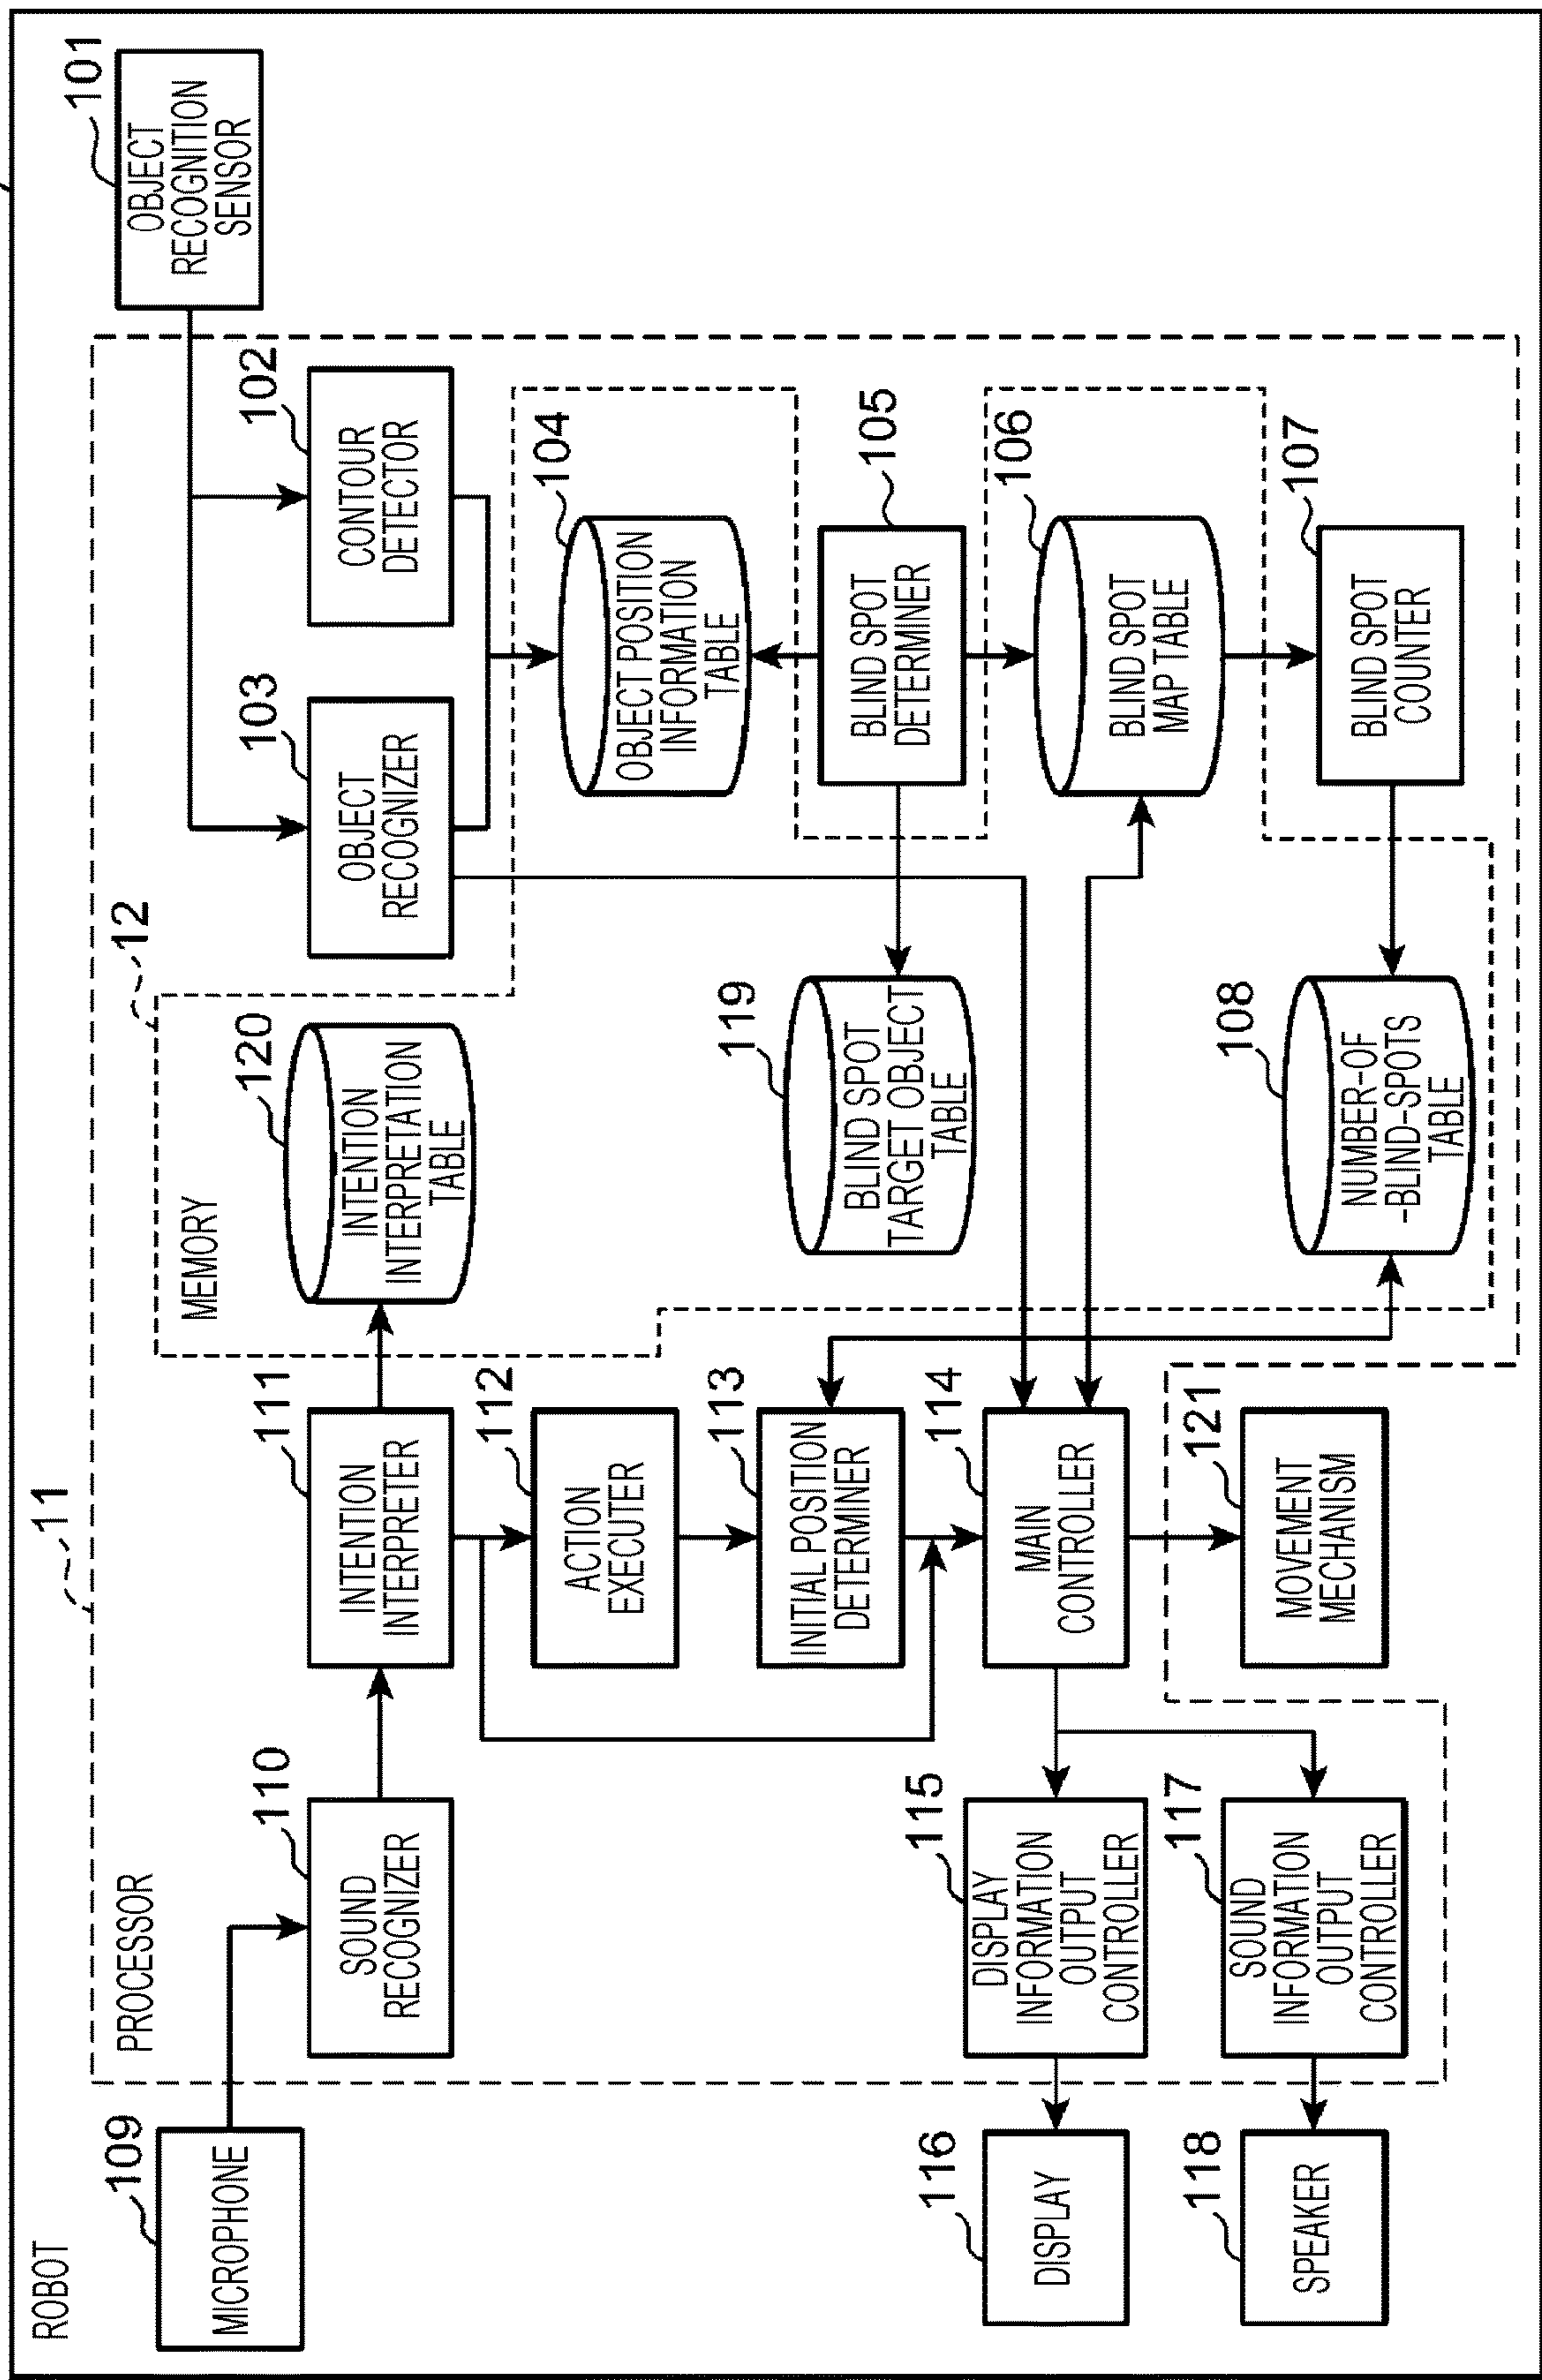 ROBOT
PROCESSOR
11
MEMORY
12
109
MICROPHONE
110
SOUND
RECOGNIZER
111
INTENTION
INTERPRETER
120
INTENTION
INTERPRETATION
TABLE
103
OBJECT
RECOGNIZER
102
CONTOUR
DETECTOR
101
OBJECT
RECOGNITION
SENSOR
112
ACTION
EXECUTER
104
OBJECT POSITION
INFORMATION
TABLE
113
INITIAL POSITION
DETERMINER
119
BLIND SPOT
TARGET OBJECT
TABLE
105
BLIND SPOT
DETERMINER
116
DISPLAY
115
DISPLAY
INFORMATION
OUTPUT
CONTROLLER
114
MAIN
CONTROLLER
106
BLIND SPOT
MAP TABLE
118
SPEAKER
117
SOUND
INFORMATION
OUTPUT
CONTROLLER
121
MOVEMENT
MECHANISM
108
NUMBER-OF
-BLIND-SPOTS
TABLE
107
BLIND SPOT
COUNTER